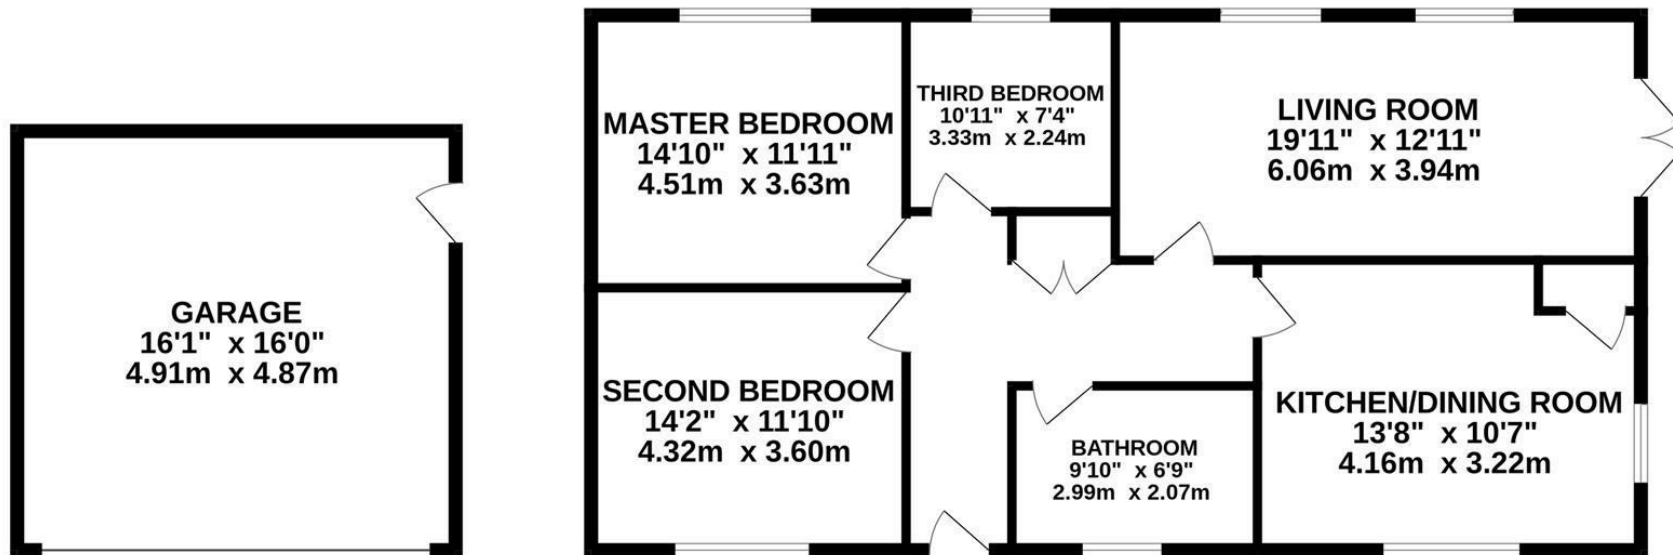 GARAGE
16'1" x 16'0"
4.91m x 4.87m
MASTER BEDROOM
14'10" x 11'11"
4.51m x 3.63m
THIRD BEDROOM
10'11" x 7'4"
3.33m x 2.24m
LIVING ROOM
19'11" x 12'11"
6.06m x 3.94m
SECOND BEDROOM
14'2" x 11'10"
4.32m x 3.60m
BATHROOM
9'10" x 6'9"
2.99m x 2.07m
KITCHEN/DINING ROOM
13'8" x 10'7"
4.16m x 3.22m